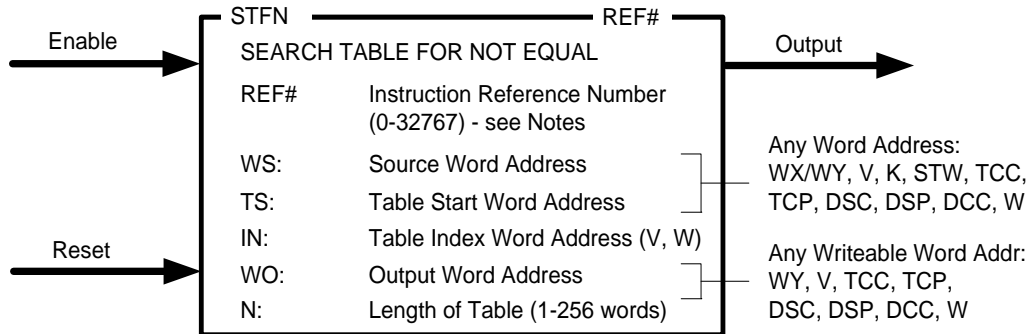 STFN REF#
Enable
SEARCH TABLE FOR NOT EQUAL
Output
REF# Instruction Reference Number
(0-32767) - see Notes
WS: Source Word Address
TS: Table Start Word Address
IN: Table Index Word Address (V, W)
Reset
WO: Output Word Address
N: Length of Table (1-256 words)
Any Word Address:
WX/WY, V, K, STW, TCC,
TCP, DSC, DSP, DCC, W
Any Writeable Word Addr:
WY, V, TCC, TCP,
DSC, DSP, DCC, W